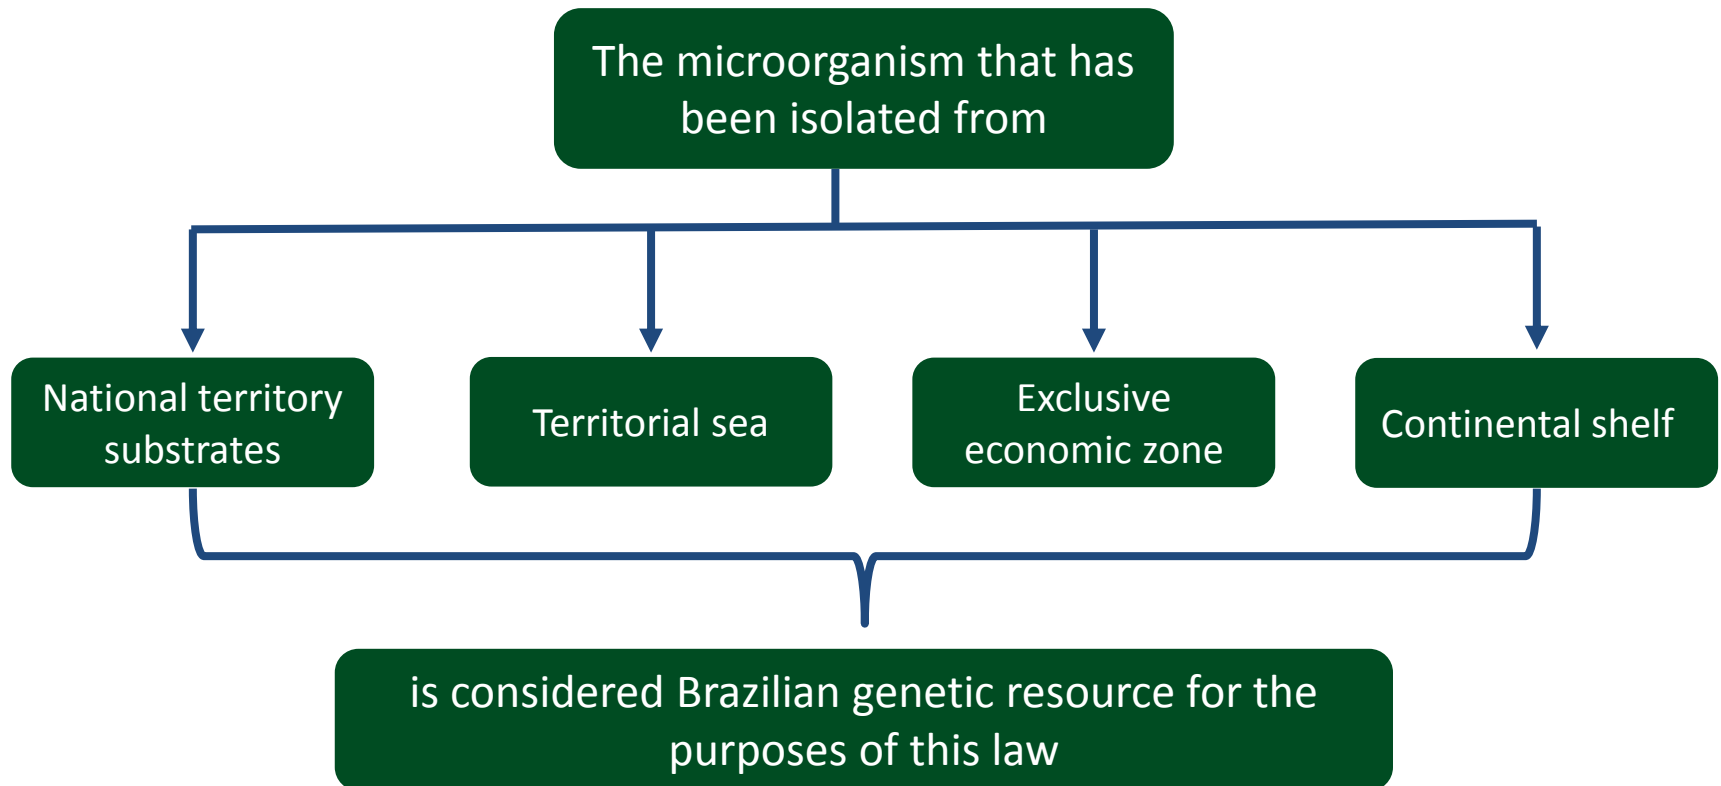 The microorganism that has
been isolated from
National territory
substrates
Territorial sea
Exclusive
economic zone
Continental shelf
is considered Brazilian genetic resource for the
purposes of this law